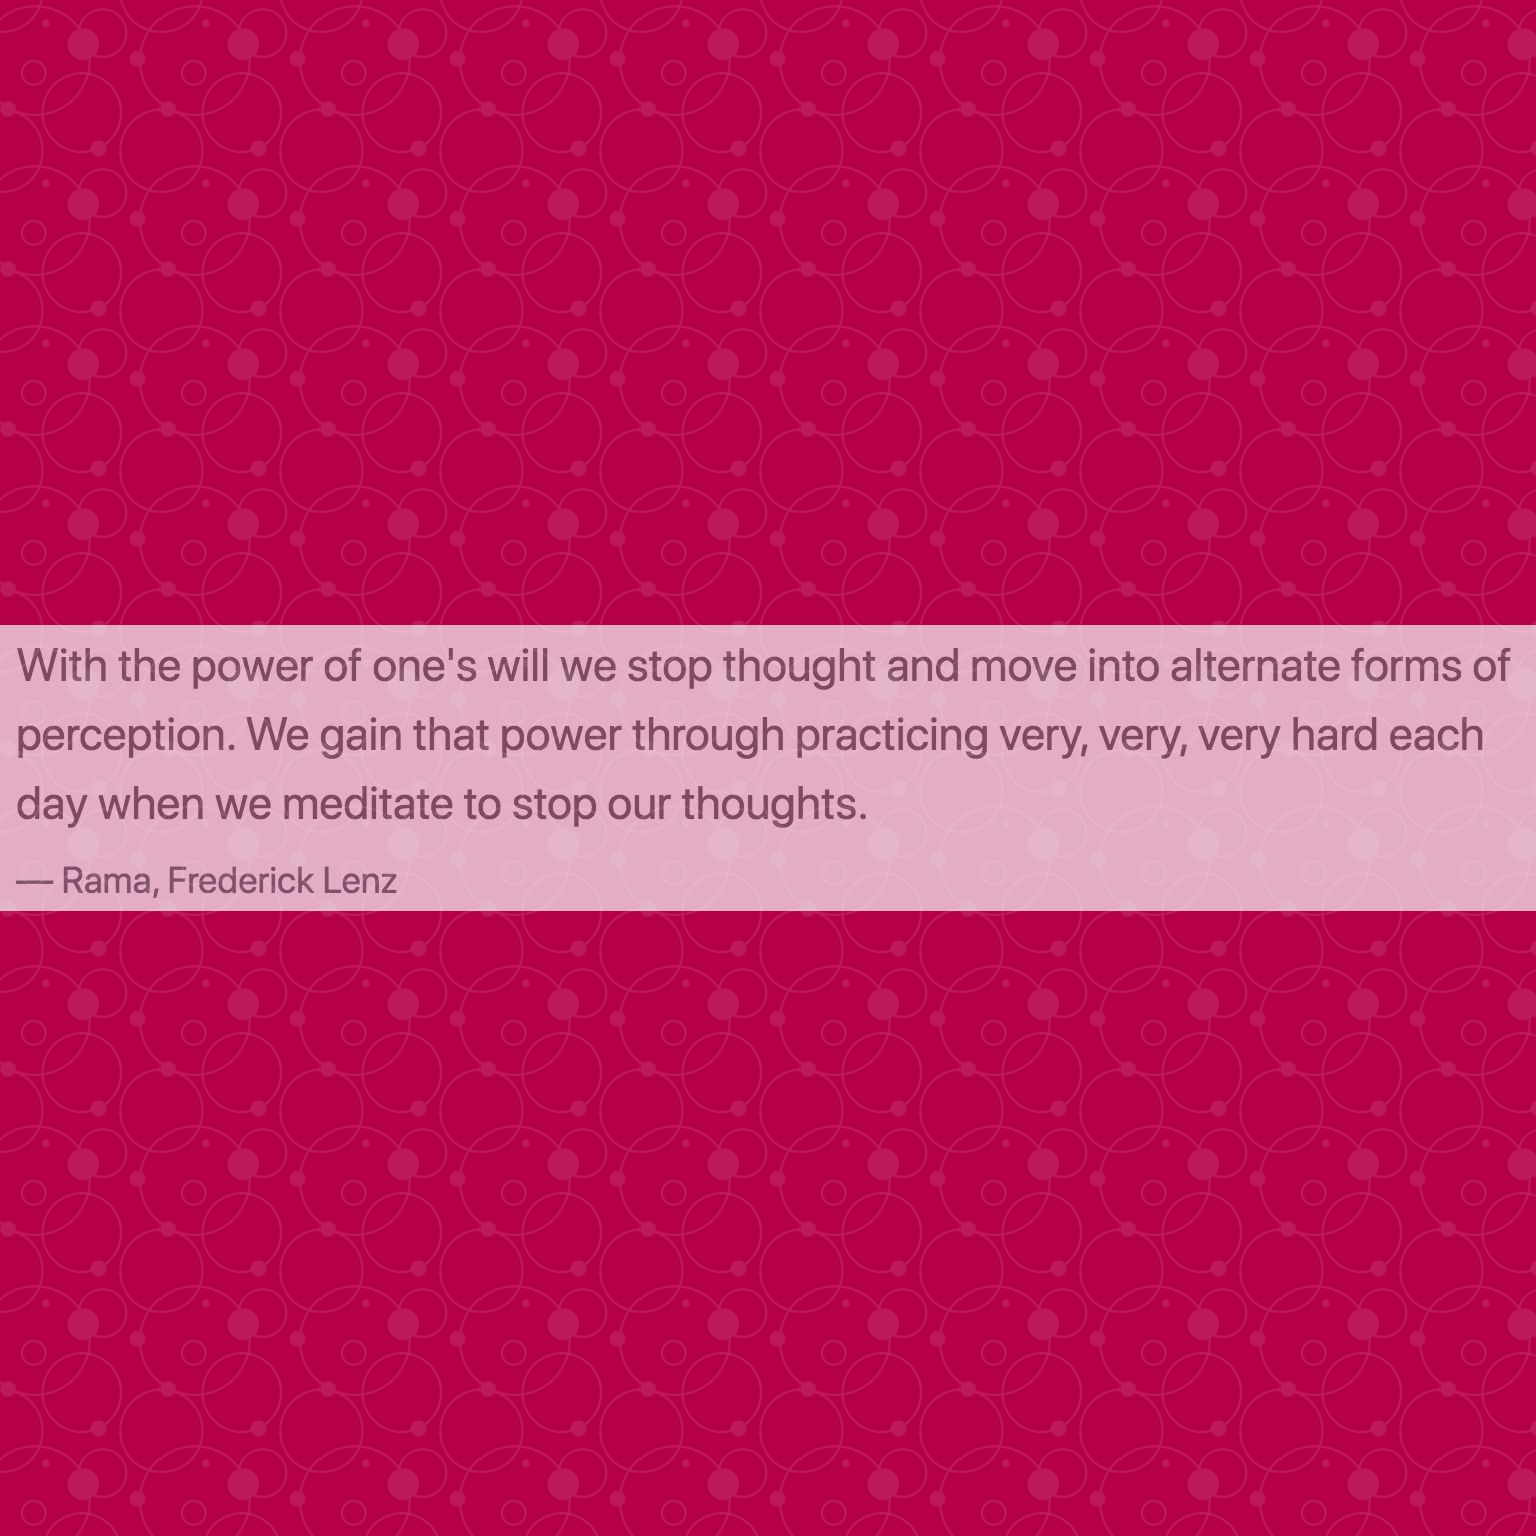 With the power of one's will we stop thought and move into alternate forms of
perception. We gain that power through practicing very, very, very hard each
day when we meditate to stop our thoughts.
— Rama, Frederick Lenz